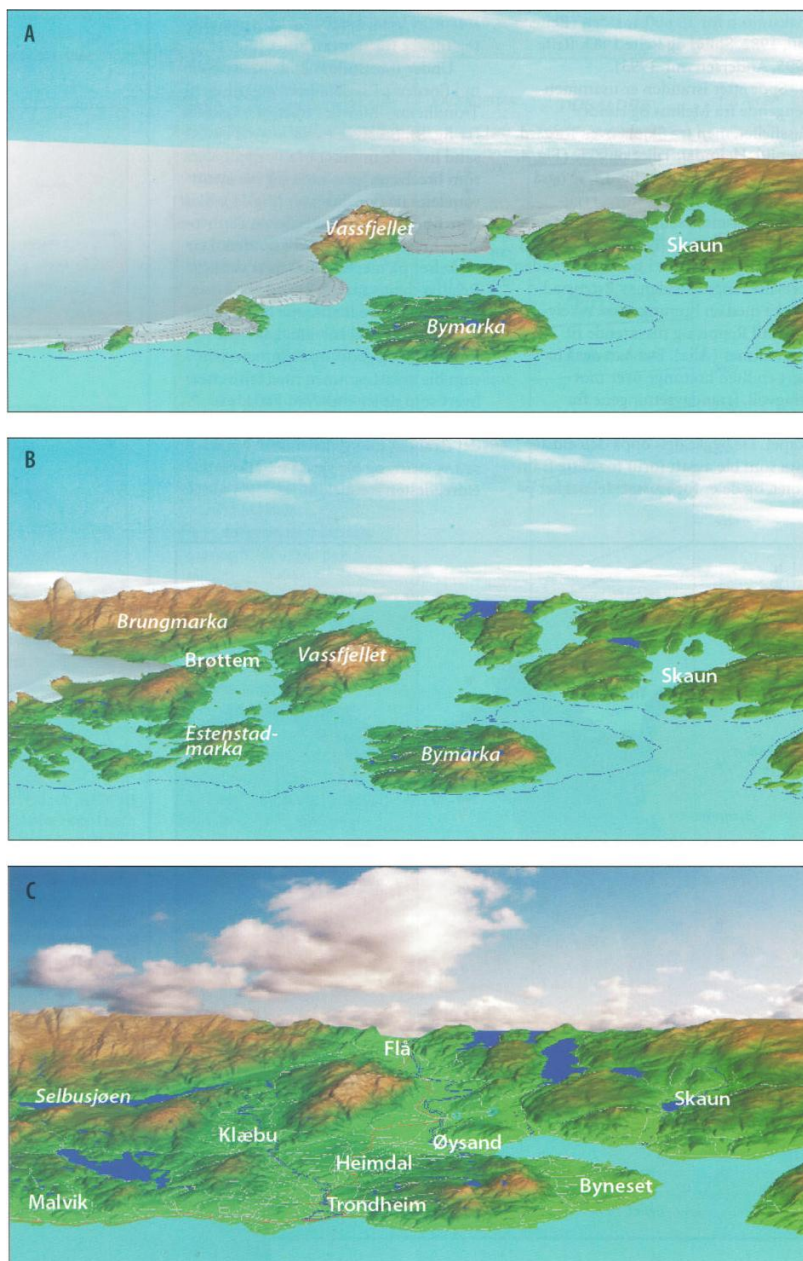 A
Vassfjellet
Skaun
Bymarka
B
Brungmarka
Brøttem
Vassfjellet
Skaun
Estenstad-
marka
Bymarka
C
Flå
Selbusjøen
Skaun
Klæbu
Øysand
Heimdal
Byneset
Malvik
Trondheim